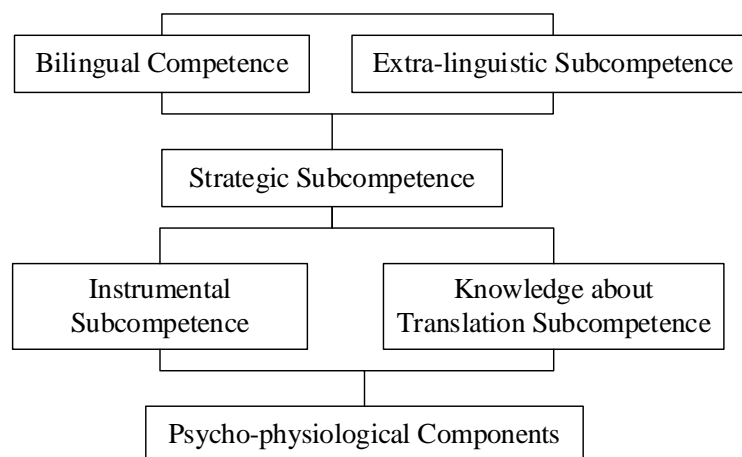 Bilingual Competence
Extra-linguistic Subcompetence
Strategic Subcompetence
Instrumental
Subcompetence
Knowledge about
Translation Subcompetence
Psycho-physiological Components